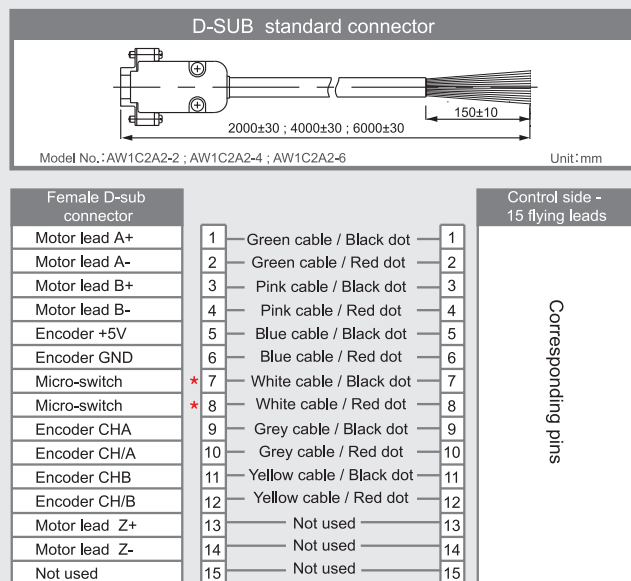 D-SUB standard connector
150±10
2000±30 ; 4000±30 ; 6000±30
Model No.:AW1C2A2-2 ; AW1C2A2-4 ; AW1C2A2-6 Unit:mm
Female D-sub connector
Control side -
15 flying leads
Motor lead A+ 1 Green cable / Black dot 1
Motor lead A- 2 Green cable / Red dot 2
Motor lead B+ 3 Pink cable / Black dot 3
Motor lead B- 4 Pink cable / Red dot 4
Encoder +5V 5 Blue cable / Black dot 5
Encoder GND 6 Blue cable / Red dot 6
Micro-switch * 7 White cable / Black dot 7
Micro-switch * 8 White cable / Red dot 8
Encoder CHA 9 Grey cable / Black dot 9
Encoder CH/A 10 Grey cable / Red dot 10
Encoder CHB 11 Yellow cable / Black dot 11
Encoder CH/B 12 Yellow cable / Red dot 12
Motor lead Z+ 13 Not used 13
Motor lead Z- 14 Not used 14
Not used 15 Not used 15
Corresponding pins